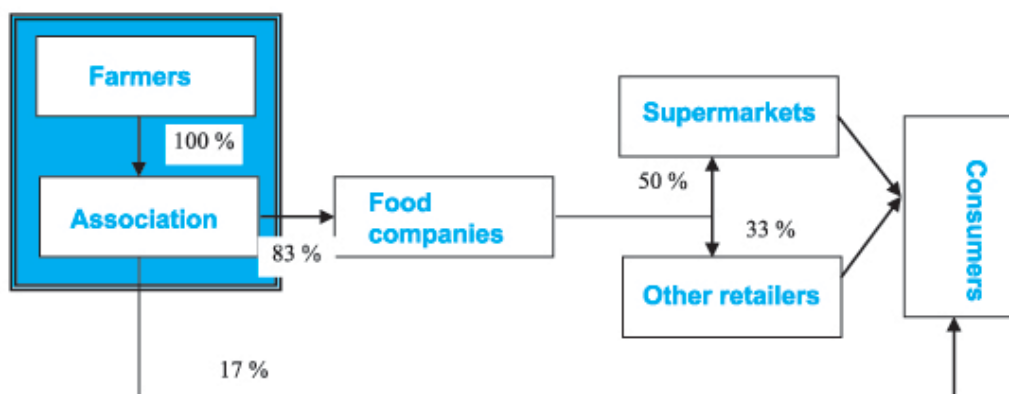 Farmers
100 %
Association
83 %
Food
companies
Supermarkets
50 %
33 %
Other retailers
Consumers
17 %